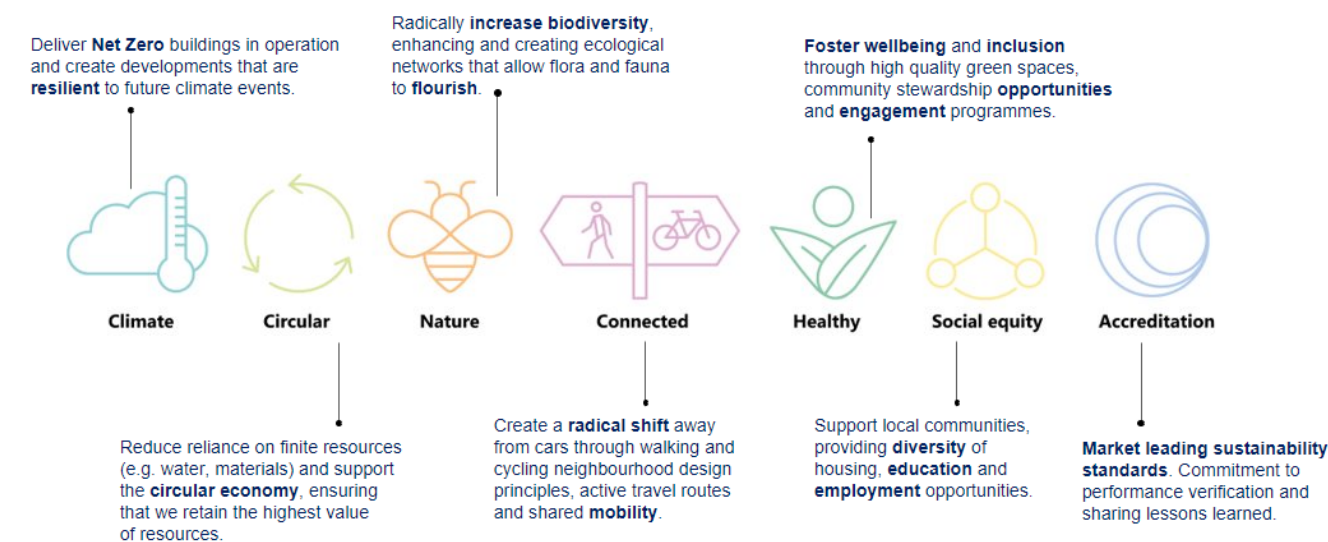 Deliver Net Zero buildings in operation
and create developments that are
resilient to future climate events.
Radically increase biodiversity,
enhancing and creating ecological
networks that allow flora and fauna
to flourish.
Foster wellbeing and inclusion
through high quality green spaces,
community stewardship opportunities
and engagement programmes.
Climate
Circular
Nature
Connected
Healthy
Social equity
Accreditation
Reduce reliance on finite resources
(e.g. water, materials) and support
the circular economy, ensuring
that we retain the highest value
of resources.
Create a radical shift away
from cars through walking and
cycling neighbourhood design
principles, active travel routes
and shared mobility.
Support local communities,
providing diversity of
housing, education and
employment opportunities.
Market leading sustainability
standards. Commitment to
performance verification and
sharing lessons learned.